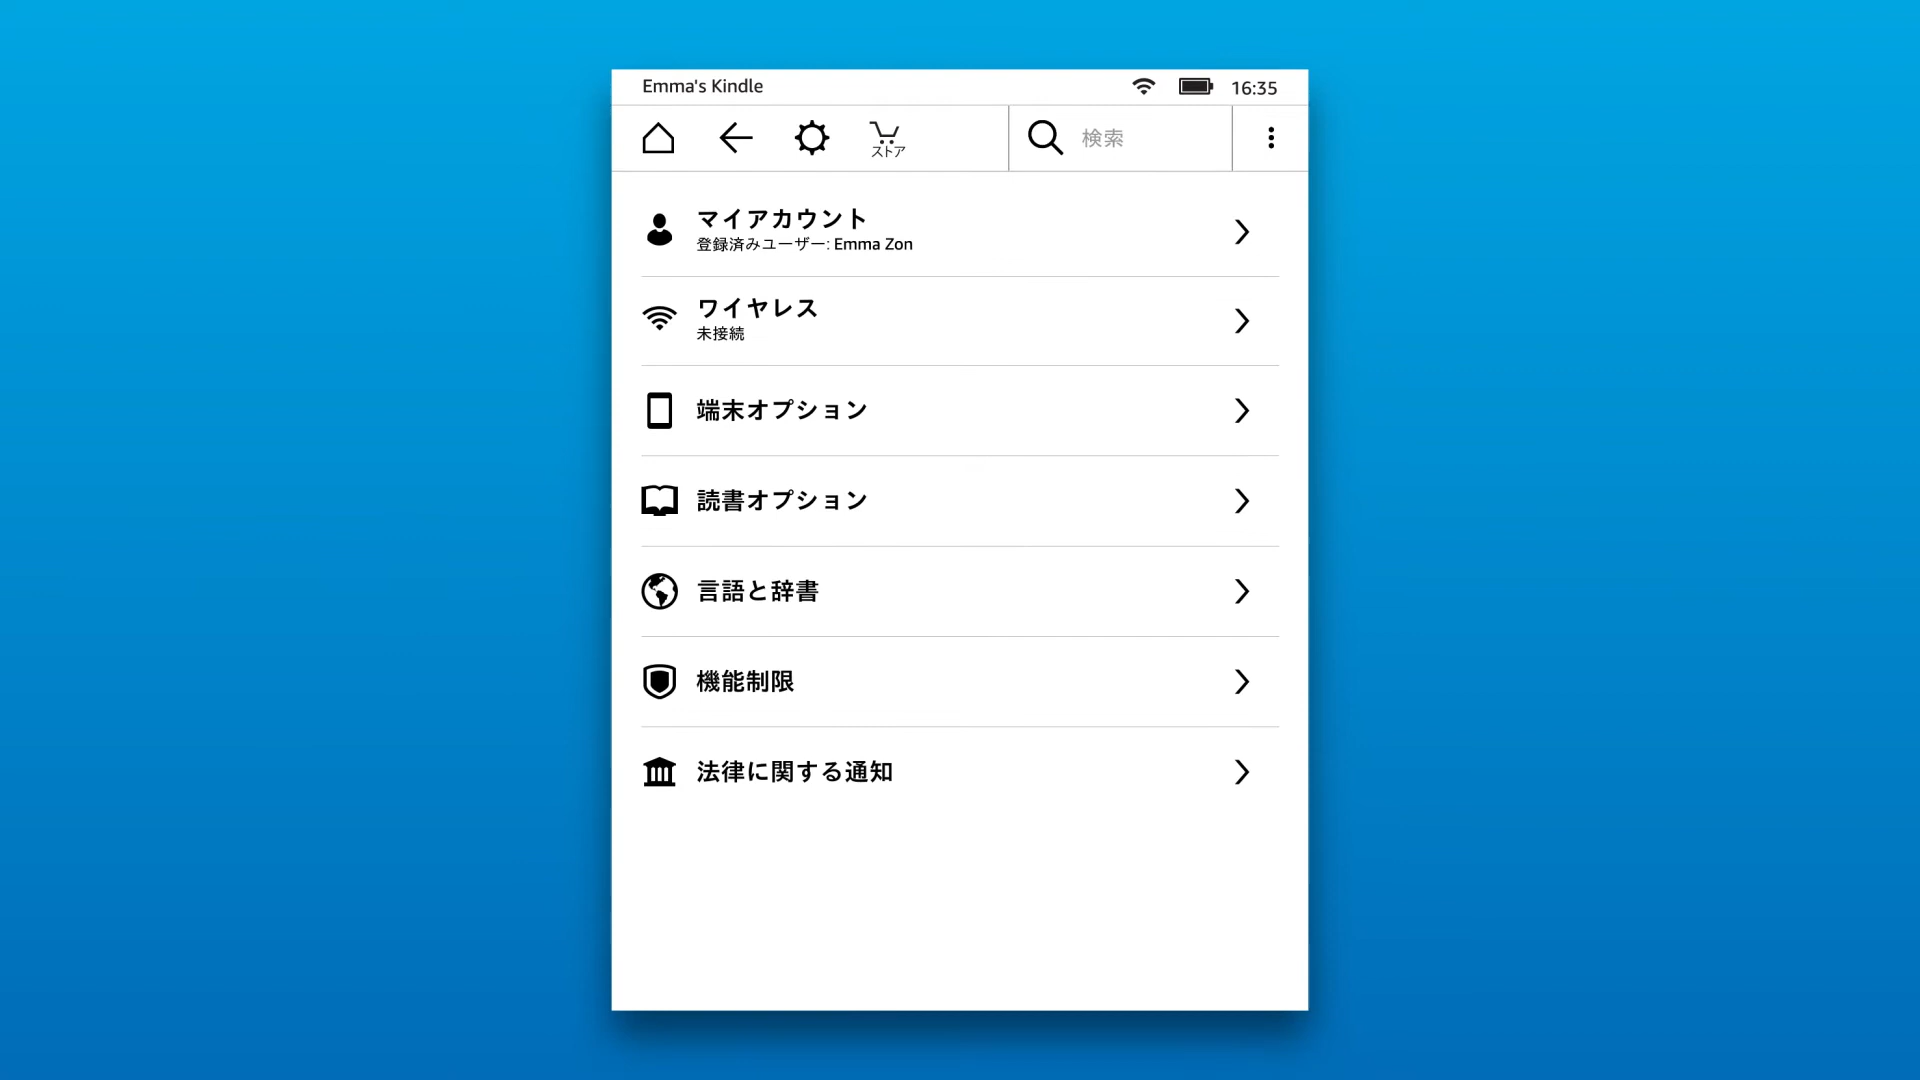 Emma's Kindle
16:35
ストア
検索
マイアカウント
登録済みユーザー: Emma Zon
ワイヤレス
未接続
端末オプション
読書オプション
言語と辞書
機能制限
法律に関する通知